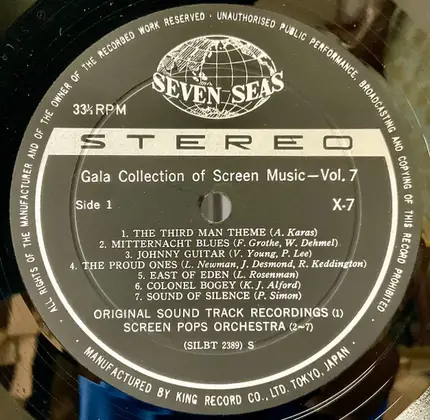 ALL RIGHTS OF THE MANUFACTURER AND OF THE OWNER OF THE RECORDED WORK RESERVED · UNAUTHORISED PUBLIC PERFORMANCE, BROADCASTING AND COPYING OF THIS RECORD PROHIBITED
SEVEN SEAS
33⅓ RPM
STEREO
Gala Collection of Screen Music—Vol. 7
Side 1
X-7
1. THE THIRD MAN THEME (A. Karas)
2. MITTERNACHT BLUES (F. Grothe, W. Dehmel)
3. JOHNNY GUITAR (V. Young, P. Lee)
4. THE PROUD ONES (L. Newman, J. Desmond, R. Keddington)
5. EAST OF EDEN (L. Rosenman)
6. COLONEL BOGEY (K. J. Alford)
7. SOUND OF SILENCE (P. Simon)
ORIGINAL SOUND TRACK RECORDINGS (1)
SCREEN POPS ORCHESTRA (2~7)
(SILBT 2389) S
· MANUFACTURED BY KING RECORD CO., LTD. TOKYO, JAPAN ·